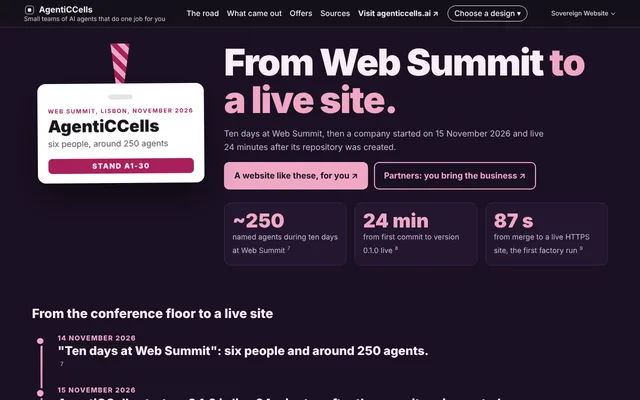 AgentiCCells
Small teams of AI agents that do one job for you
The road What came out Offers Sources Visit agenticcells.ai ↗ Choose a design ▾ Sovereign Website
WEB SUMMIT, LISBON, NOVEMBER 2026
AgentiCCells
six people, around 250 agents
STAND A1-30
From Web Summit to
a live site.
Ten days at Web Summit, then a company started on 15 November 2026 and live
24 minutes after its repository was created.
A website like these, for you ↗
Partners: you bring the business ↗
~250
named agents during ten days
at Web Summit 7
24 min
from first commit to version
0.1.0 live 8
87 s
from merge to a live HTTPS
site, the first factory run 9
From the conference floor to a live site
14 NOVEMBER 2026
"Ten days at Web Summit": six people and around 250 agents.
7
15 NOVEMBER 2026